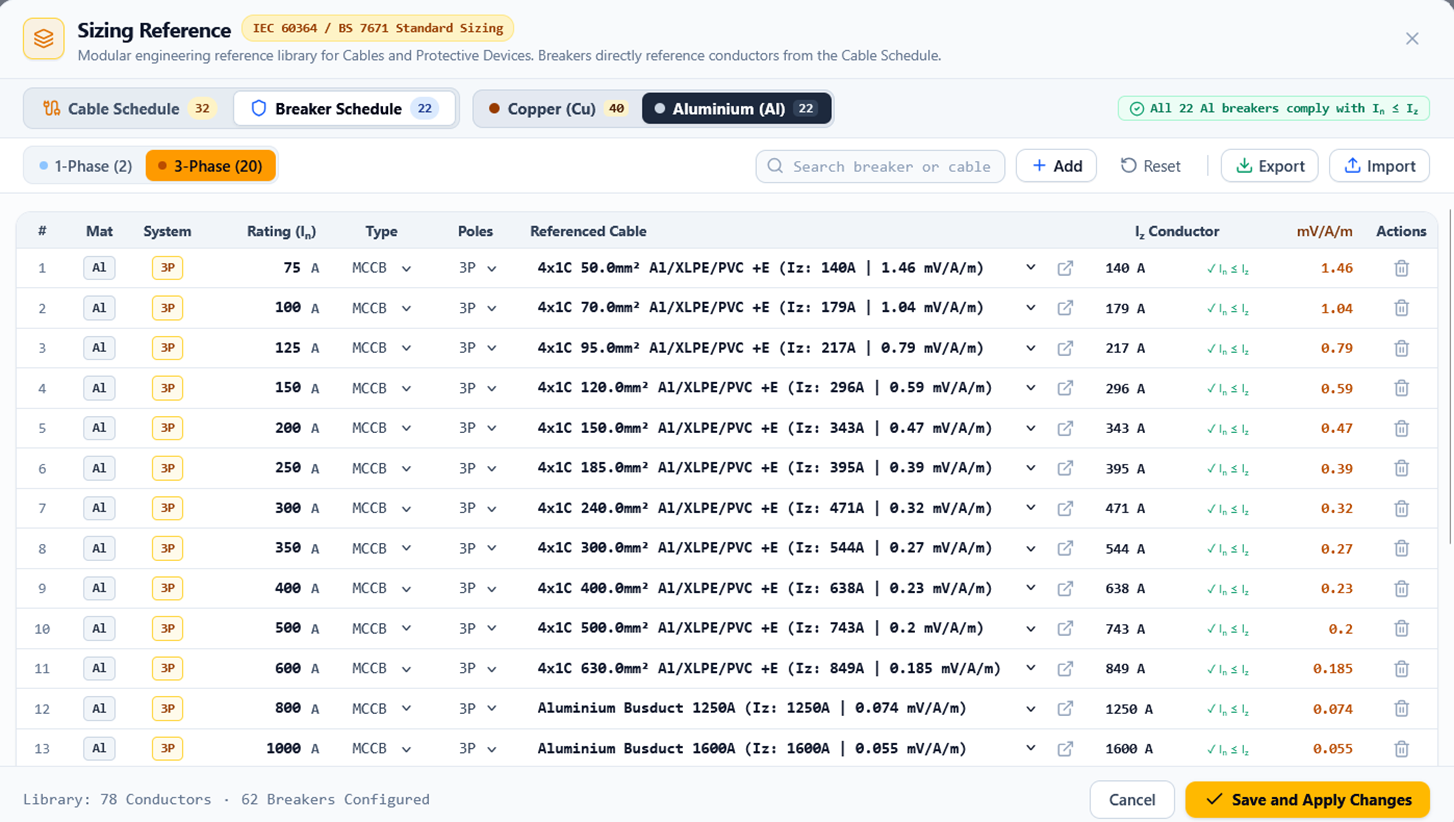 Sizing Reference IEC 60364 / BS 7671 Standard Sizing
Modular engineering reference library for Cables and Protective Devices. Breakers directly reference conductors from the Cable Schedule.
Cable Schedule 32 Breaker Schedule 22 Copper (Cu) 40 Aluminium (Al) 22 All 22 Al breakers comply with Iₙ ≤ I_z
1-Phase (2) 3-Phase (20) Search breaker or cable + Add Reset Export Import
# Mat System Rating (Iₙ) Type Poles Referenced Cable I_z Conductor mV/A/m Actions
1 Al 3P 75 A MCCB 3P 4x1C 50.0mm² Al/XLPE/PVC +E (Iz: 140A | 1.46 mV/A/m) 140 A ✓ Iₙ ≤ I_z 1.46
2 Al 3P 100 A MCCB 3P 4x1C 70.0mm² Al/XLPE/PVC +E (Iz: 179A | 1.04 mV/A/m) 179 A ✓ Iₙ ≤ I_z 1.04
3 Al 3P 125 A MCCB 3P 4x1C 95.0mm² Al/XLPE/PVC +E (Iz: 217A | 0.79 mV/A/m) 217 A ✓ Iₙ ≤ I_z 0.79
4 Al 3P 150 A MCCB 3P 4x1C 120.0mm² Al/XLPE/PVC +E (Iz: 296A | 0.59 mV/A/m) 296 A ✓ Iₙ ≤ I_z 0.59
5 Al 3P 200 A MCCB 3P 4x1C 150.0mm² Al/XLPE/PVC +E (Iz: 343A | 0.47 mV/A/m) 343 A ✓ Iₙ ≤ I_z 0.47
6 Al 3P 250 A MCCB 3P 4x1C 185.0mm² Al/XLPE/PVC +E (Iz: 395A | 0.39 mV/A/m) 395 A ✓ Iₙ ≤ I_z 0.39
7 Al 3P 300 A MCCB 3P 4x1C 240.0mm² Al/XLPE/PVC +E (Iz: 471A | 0.32 mV/A/m) 471 A ✓ Iₙ ≤ I_z 0.32
8 Al 3P 350 A MCCB 3P 4x1C 300.0mm² Al/XLPE/PVC +E (Iz: 544A | 0.27 mV/A/m) 544 A ✓ Iₙ ≤ I_z 0.27
9 Al 3P 400 A MCCB 3P 4x1C 400.0mm² Al/XLPE/PVC +E (Iz: 638A | 0.23 mV/A/m) 638 A ✓ Iₙ ≤ I_z 0.23
10 Al 3P 500 A MCCB 3P 4x1C 500.0mm² Al/XLPE/PVC +E (Iz: 743A | 0.2 mV/A/m) 743 A ✓ Iₙ ≤ I_z 0.2
11 Al 3P 600 A MCCB 3P 4x1C 630.0mm² Al/XLPE/PVC +E (Iz: 849A | 0.185 mV/A/m) 849 A ✓ Iₙ ≤ I_z 0.185
12 Al 3P 800 A MCCB 3P Aluminium Busduct 1250A (Iz: 1250A | 0.074 mV/A/m) 1250 A ✓ Iₙ ≤ I_z 0.074
13 Al 3P 1000 A MCCB 3P Aluminium Busduct 1600A (Iz: 1600A | 0.055 mV/A/m) 1600 A ✓ Iₙ ≤ I_z 0.055
Library: 78 Conductors · 62 Breakers Configured Cancel ✓ Save and Apply Changes